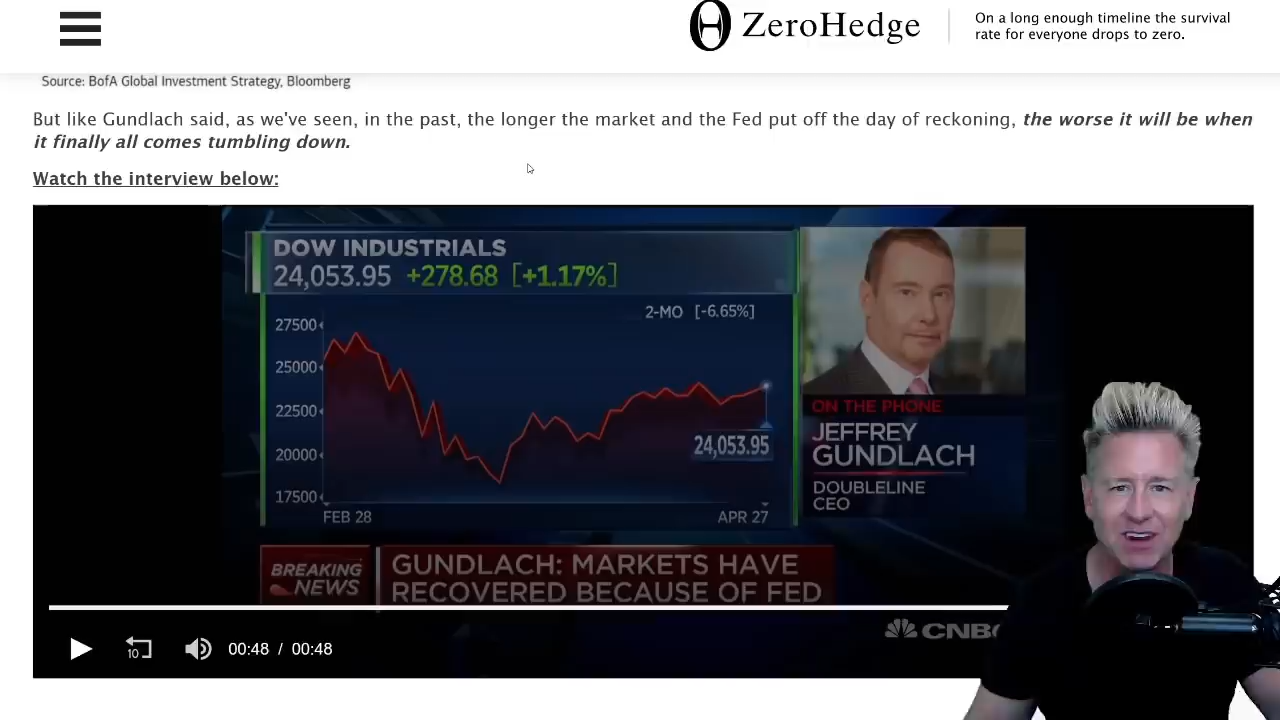 ZeroHedge
On a long enough timeline the survival
rate for everyone drops to zero.
Source: BofA Global Investment Strategy, Bloomberg
But like Gundlach said, as we've seen, in the past, the longer the market and the Fed put off the day of reckoning, the worse it will be when
it finally all comes tumbling down.
Watch the interview below:
DOW INDUSTRIALS
24,053.95 +278.68 [+1.17%]
2-MO [-6.65%]
27500
25000
22500
20000
17500
24,053.95
FEB 28
APR 27
ON THE PHONE
JEFFREY
GUNDLACH
DOUBLELINE
CEO
BREAKING
NEWS
GUNDLACH: MARKETS HAVE
RECOVERED BECAUSE OF FED
10
00:48 / 00:48
CNBC